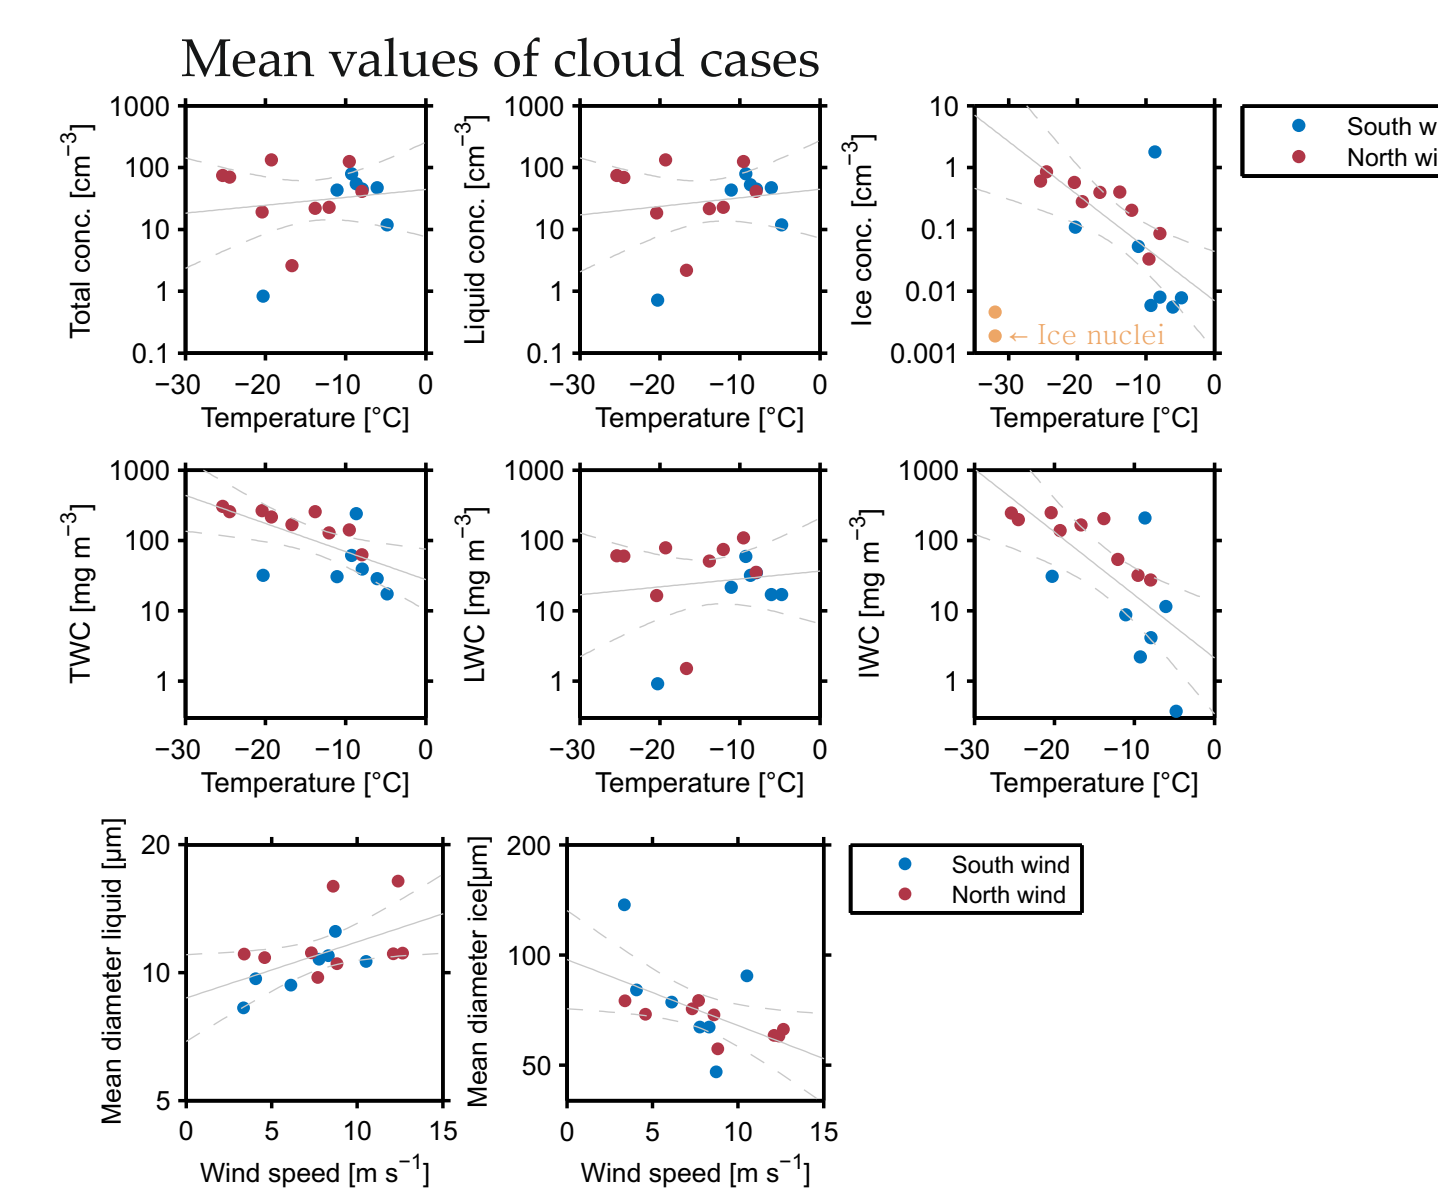 Mean values of cloud cases
1000
100
10
1
0.1
Total conc. [cm−3]
−30 −20 −10 0
Temperature [°C]
1000
100
10
1
0.1
Liquid conc. [cm−3]
−30 −20 −10 0
Temperature [°C]
10
1
0.1
0.01
0.001
Ice conc. [cm−3]
← Ice nuclei
−30 −20 −10 0
Temperature [°C]
South w
North wi
1000
100
10
1
TWC [mg m−3]
−30 −20 −10 0
Temperature [°C]
1000
100
10
1
LWC [mg m−3]
−30 −20 −10 0
Temperature [°C]
1000
100
10
1
IWC [mg m−3]
−30 −20 −10 0
Temperature [°C]
20
10
5
Mean diameter liquid [µm]
0 5 10 15
Wind speed [m s−1]
200
100
50
Mean diameter ice[µm]
0 5 10 15
Wind speed [m s−1]
South wind
North wind